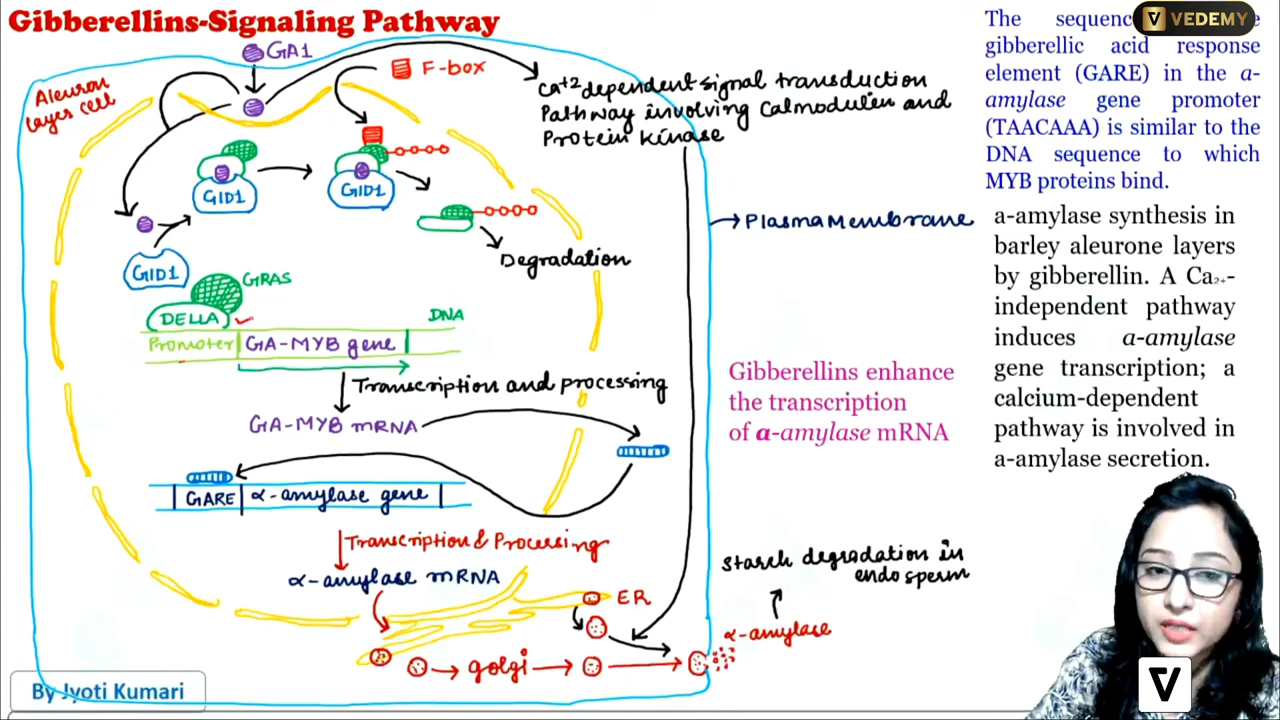 Gibberellins-Signaling Pathway
GA1
F-box
Aleuron
layer cell
Ca+2 dependent signal transduction
Pathway involving Calmodulin and
Protein Kinase
GID1
GID1
Plasma Membrane
GID1
Degradation
GRAS
DELLA
DNA
Promoter
GA-MYB gene
Transcription and processing
GA-MYB mRNA
GARE
α-amylase gene
Transcription & Processing
α-amylase mRNA
ER
golgi
α-amylase
Starch degradation in
endosperm
By Jyoti Kumari
Gibberellins enhance
the transcription
of α-amylase mRNA
VEDEMY
The
gibberellic acid response
element (GARE) in the a-
amylase gene promoter
(TAACAAA) is similar to the
DNA sequence to which
MYB proteins bind.
a-amylase synthesis in
barley aleurone layers
by gibberellin. A Ca2+-
independent pathway
induces a-amylase
gene transcription; a
calcium-dependent
pathway is involved in
a-amylase secretion.